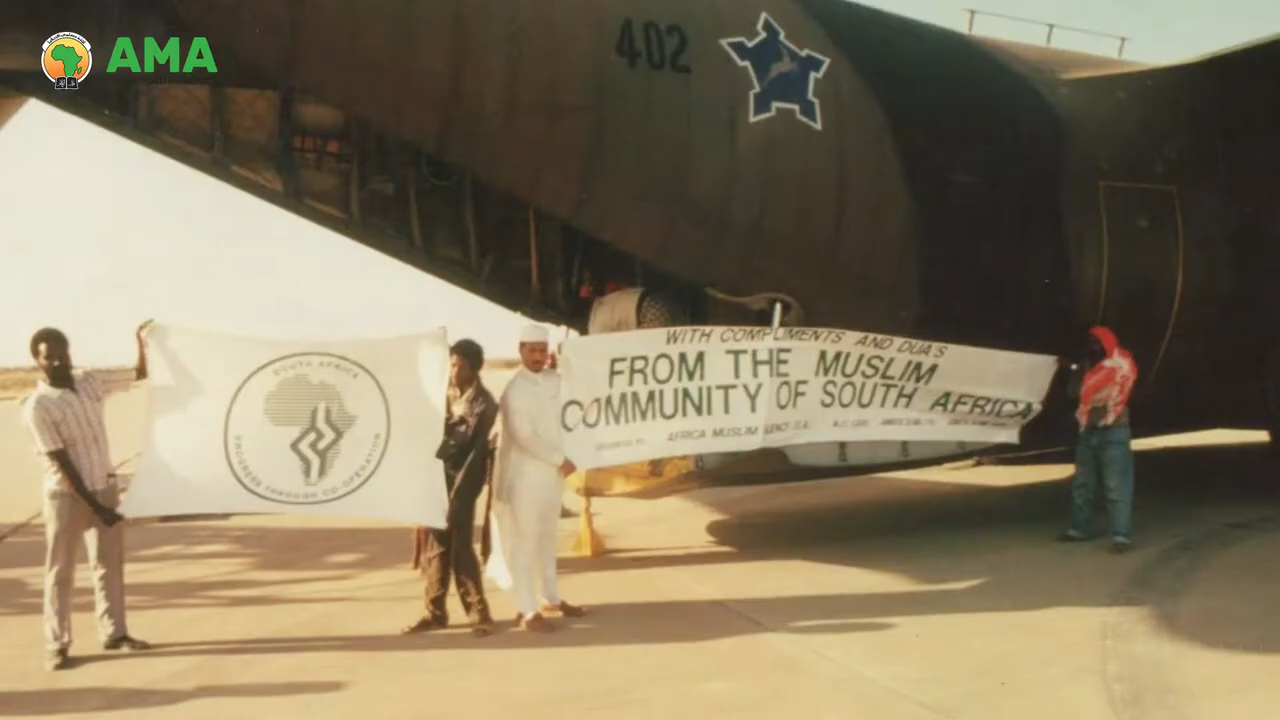 AMA
402
SOUTH AFRICA
PROGRESS THROUGH CO-OPERATION
WITH COMPLIMENTS AND DUA'S
FROM THE MUSLIM
COMMUNITY OF SOUTH AFRICA
AFRICA MUSLIM